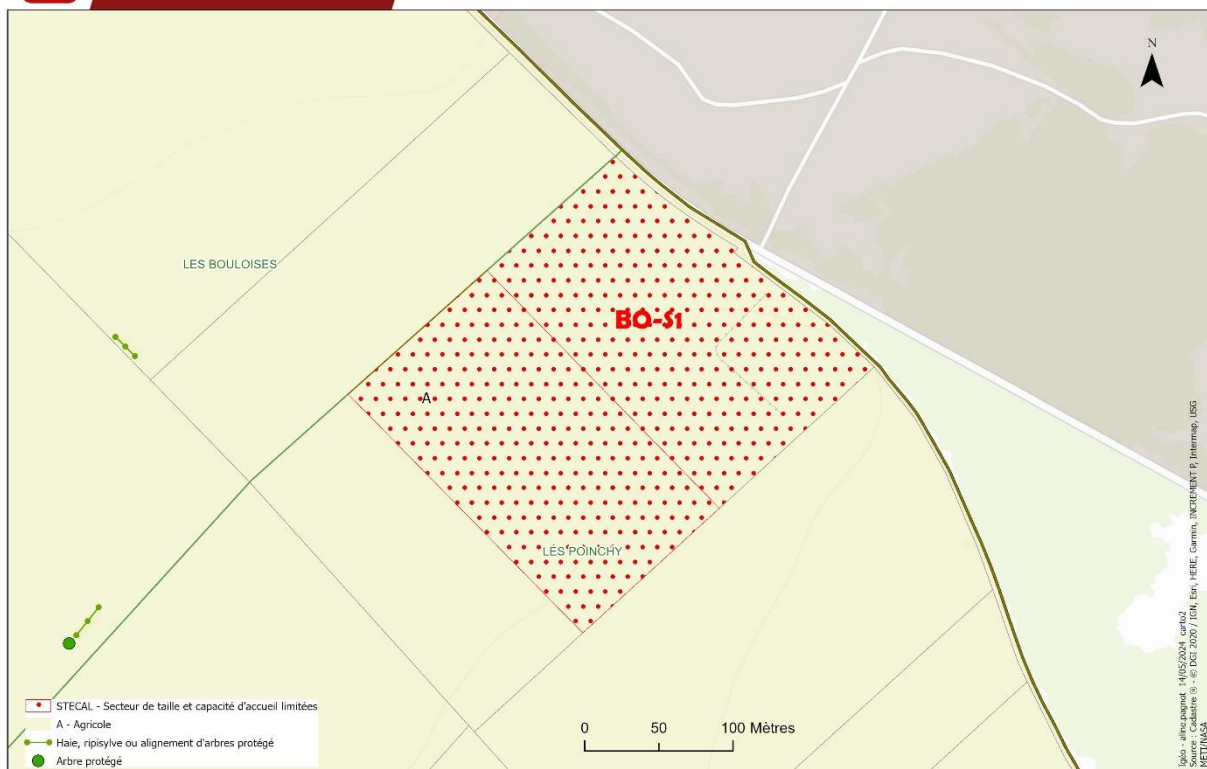 N
LES BOULOISES
BO-S1
A
LES POINCHY
STECAL - Secteur de taille et capacité d'accueil limitées
A - Agricole
Haie, ripisylve ou alignement d'arbres protégé
Arbre protégé
0 50 100 Mètres
Igéo - aline.pagnot 14/05/2024 carto2
Source : Cadastre ® - © DGI 2020 / IGN, Esri, HERE, Garmin, INCREMENT P, Intermap, USG
METI/NASA